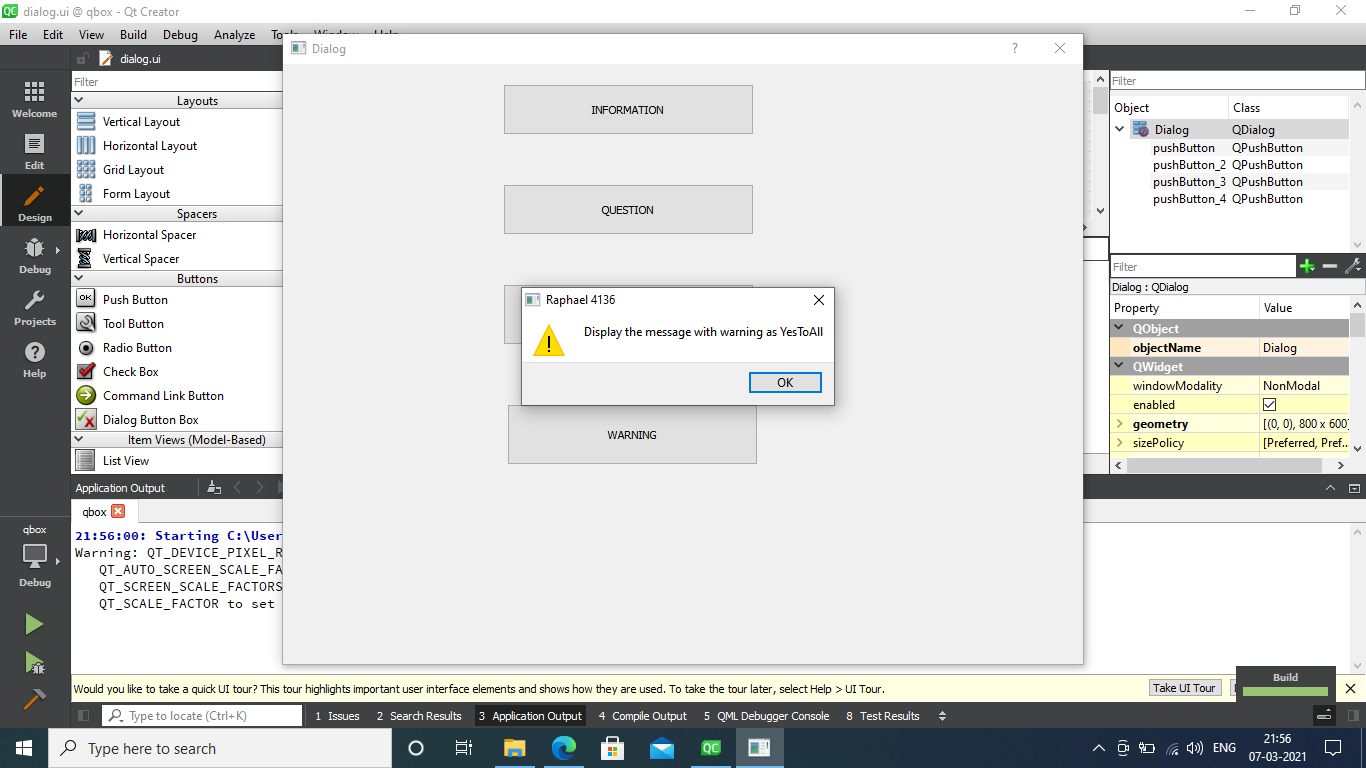 dialog.ui @ qbox - Qt Creator
File Edit View Build Debug Analyze
Dialog ?
dialog.ui
Filter
Layouts
Vertical Layout
Horizontal Layout
Grid Layout
Form Layout
Spacers
Horizontal Spacer
Vertical Spacer
Buttons
Push Button
Tool Button
Radio Button
Check Box
Command Link Button
Dialog Button Box
Item Views (Model-Based)
List View
Welcome
Edit
Design
Debug
Projects
Help
qbox
Debug
INFORMATION
QUESTION
Raphael 4136
Display the message with warning as YesToAll
OK
WARNING
Filter
Object Class
Dialog QDialog
pushButton QPushButton
pushButton_2 QPushButton
pushButton_3 QPushButton
pushButton_4 QPushButton
Filter
Dialog : QDialog
Property Value
QObject
objectName Dialog
QWidget
windowModality NonModal
enabled
geometry [(0, 0), 800 x 600]
sizePolicy [Preferred, Pref...
Application Output
qbox
21:56:00: Starting C:\User
Warning: QT_DEVICE_PIXEL_R
QT_AUTO_SCREEN_SCALE_FA
QT_SCREEN_SCALE_FACTORS
QT_SCALE_FACTOR to set
Would you like to take a quick UI tour? This tour highlights important user interface elements and shows how they are used. To take the tour later, select Help > UI Tour.
Take UI Tour
Build
Type to locate (Ctrl+K) 1 Issues 2 Search Results 3 Application Output 4 Compile Output 5 QML Debugger Console 8 Test Results
Type here to search
ENG
21:56
07-03-2021